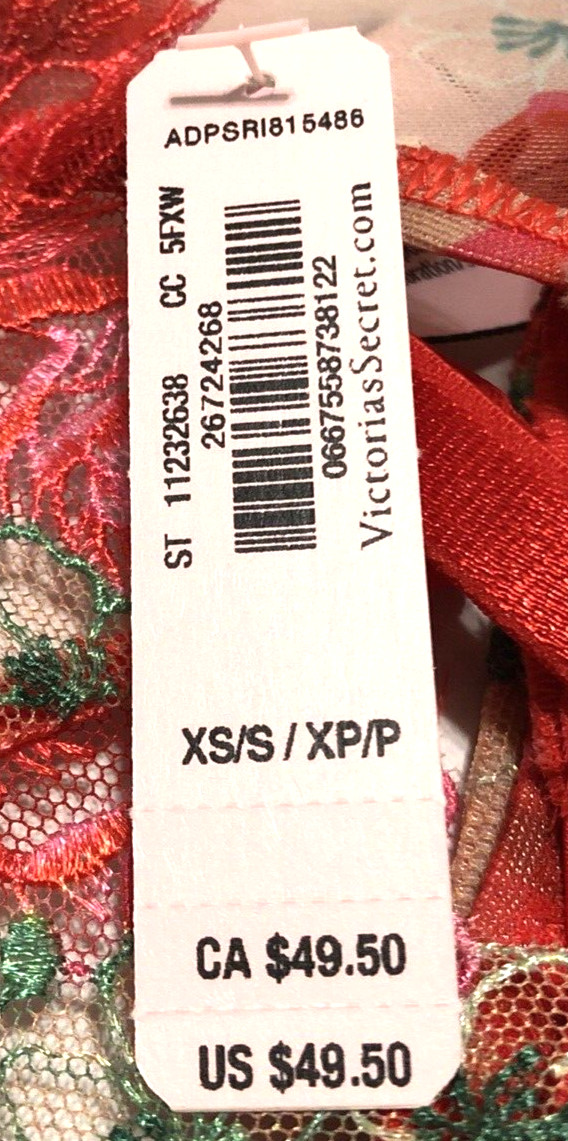 ADPSRI815486
ST 11232638 CC 5FXW
26724268
0667558738122
VictoriasSecret.com
XS/S / XP/P
CA $49.50
US $49.50